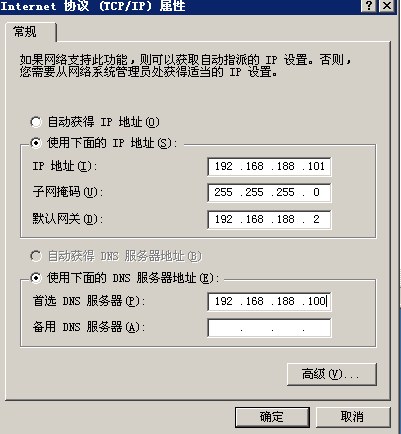 Internet 协议 (TCP/IP) 属性
常规
如果网络支持此功能，则可以获取自动指派的 IP 设置。否则，
您需要从网络系统管理员处获得适当的 IP 设置。
自动获得 IP 地址(O)
使用下面的 IP 地址(S):
IP 地址(I): 192 .168 .188 .101
子网掩码(U): 255 .255 .255 . 0
默认网关(D): 192 .168 .188 . 2
自动获得 DNS 服务器地址(B)
使用下面的 DNS 服务器地址(E):
首选 DNS 服务器(P): 192 .168 .188 .100
备用 DNS 服务器(A): . . .
高级(V)...
确定 取消